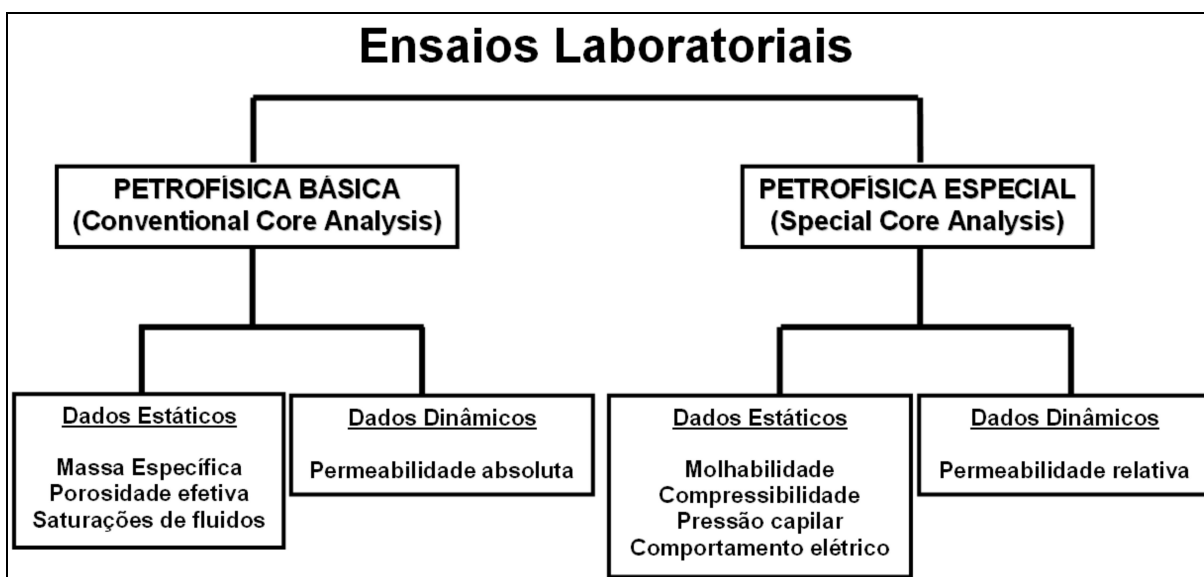 Ensaios Laboratoriais
PETROFÍSICA BÁSICA
(Conventional Core Analysis)
PETROFÍSICA ESPECIAL
(Special Core Analysis)
Dados Estáticos
Massa Específica
Porosidade efetiva
Saturações de fluidos
Dados Dinâmicos
Permeabilidade absoluta
Dados Estáticos
Molhabilidade
Compressibilidade
Pressão capilar
Comportamento elétrico
Dados Dinâmicos
Permeabilidade relativa